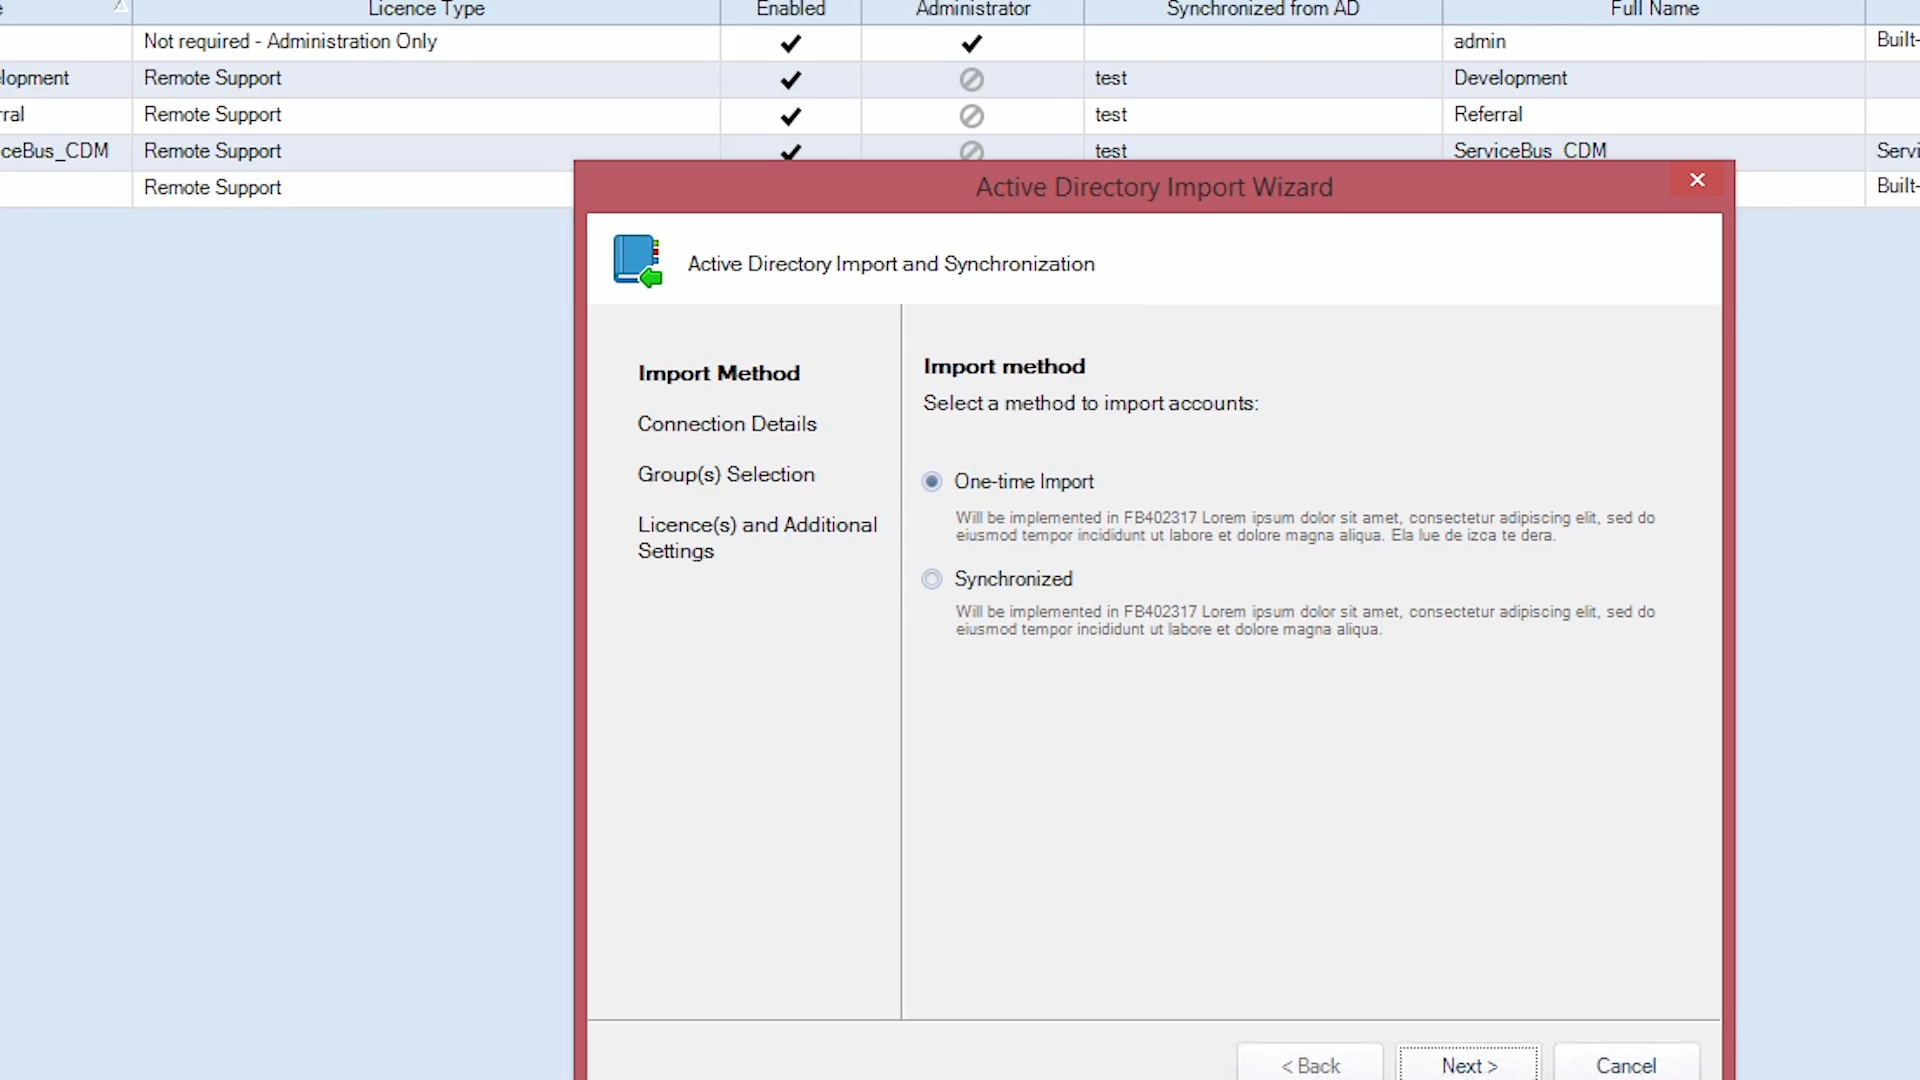 Licence Type Enabled Administrator Synchronized from AD Full Name
Not required - Administration Only admin Built-
lopment Remote Support test Development
ral Remote Support test Referral
ceBus_CDM Remote Support test ServiceBus_CDM Servi
Remote Support Built-
Active Directory Import Wizard
Active Directory Import and Synchronization
Import Method
Connection Details
Group(s) Selection
Licence(s) and Additional
Settings
Import method
Select a method to import accounts:
One-time Import
Will be implemented in FB402317 Lorem ipsum dolor sit amet, consectetur adipiscing elit, sed do
eiusmod tempor incididunt ut labore et dolore magna aliqua. Ela lue de izca te dera.
Synchronized
Will be implemented in FB402317 Lorem ipsum dolor sit amet, consectetur adipiscing elit, sed do
eiusmod tempor incididunt ut labore et dolore magna aliqua.
< Back Next > Cancel